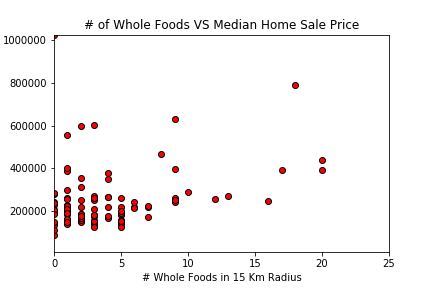 # of Whole Foods VS Median Home Sale Price
1000000
800000
600000
400000
200000
0 5 10 15 20 25
# Whole Foods in 15 Km Radius